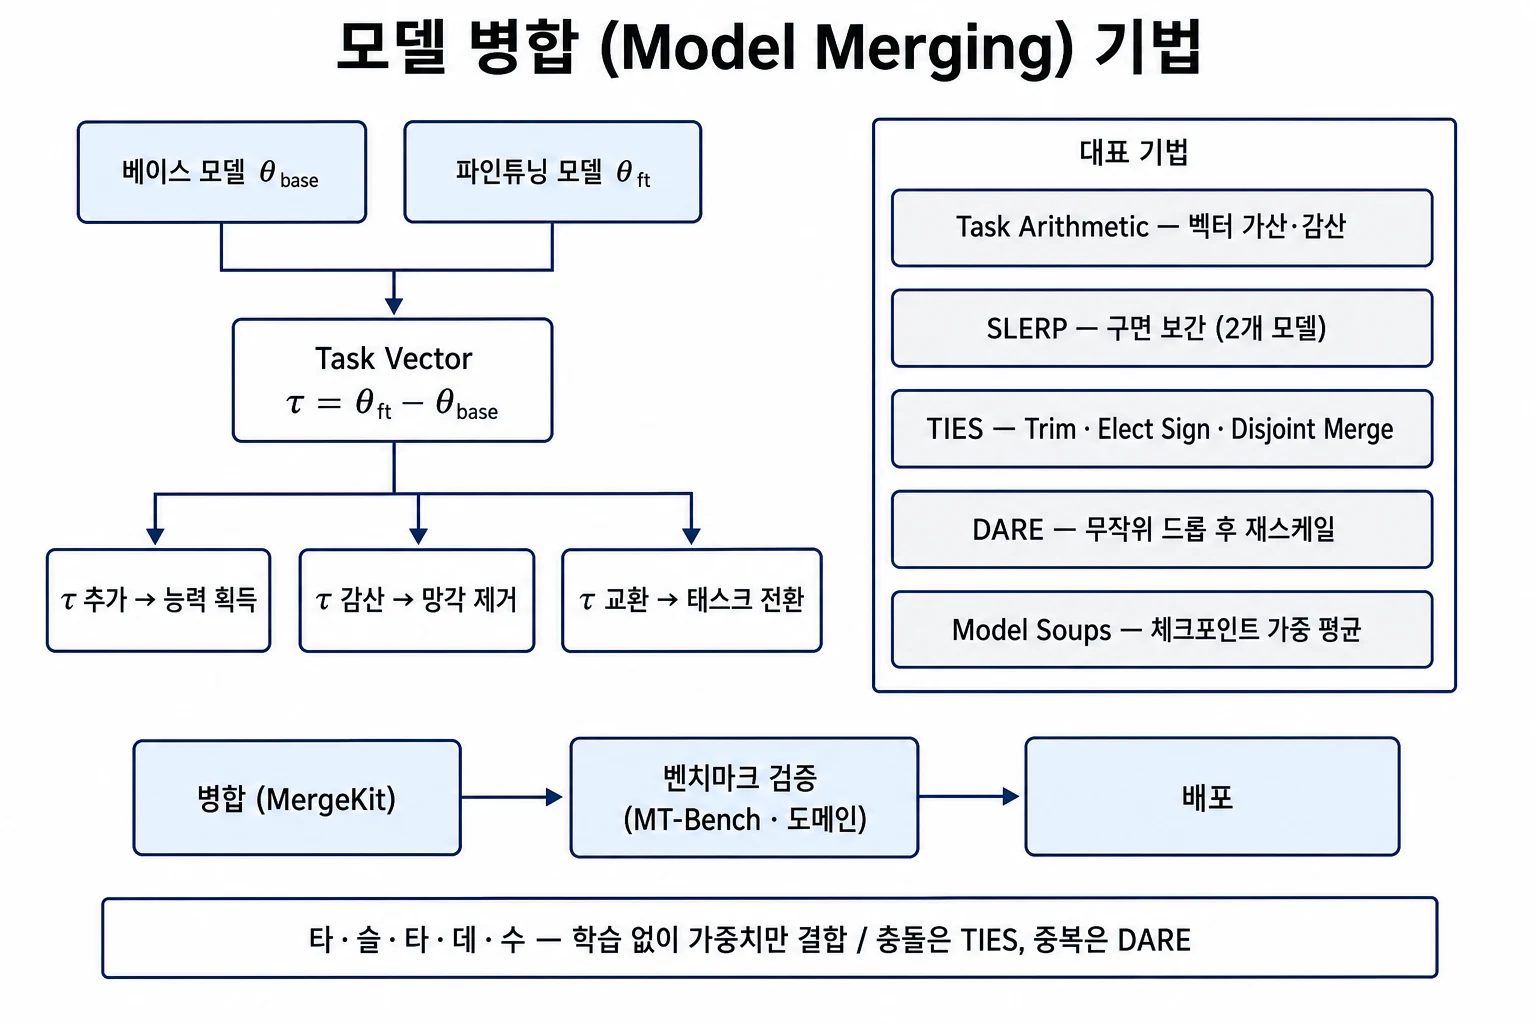 모델 병합 (Model Merging) 기법
베이스 모델 θ base
파인튜닝 모델 θ ft
Task Vector
τ = θ ft − θ base
τ 추가 → 능력 획득
τ 감산 → 망각 제거
τ 교환 → 태스크 전환
대표 기법
Task Arithmetic — 벡터 가산·감산
SLERP — 구면 보간 (2개 모델)
TIES — Trim · Elect Sign · Disjoint Merge
DARE — 무작위 드롭 후 재스케일
Model Soups — 체크포인트 가중 평균
병합 (MergeKit)
벤치마크 검증
(MT-Bench · 도메인)
배포
타 · 슬 · 타 · 데 · 수 — 학습 없이 가중치만 결합 / 충돌은 TIES, 중복은 DARE